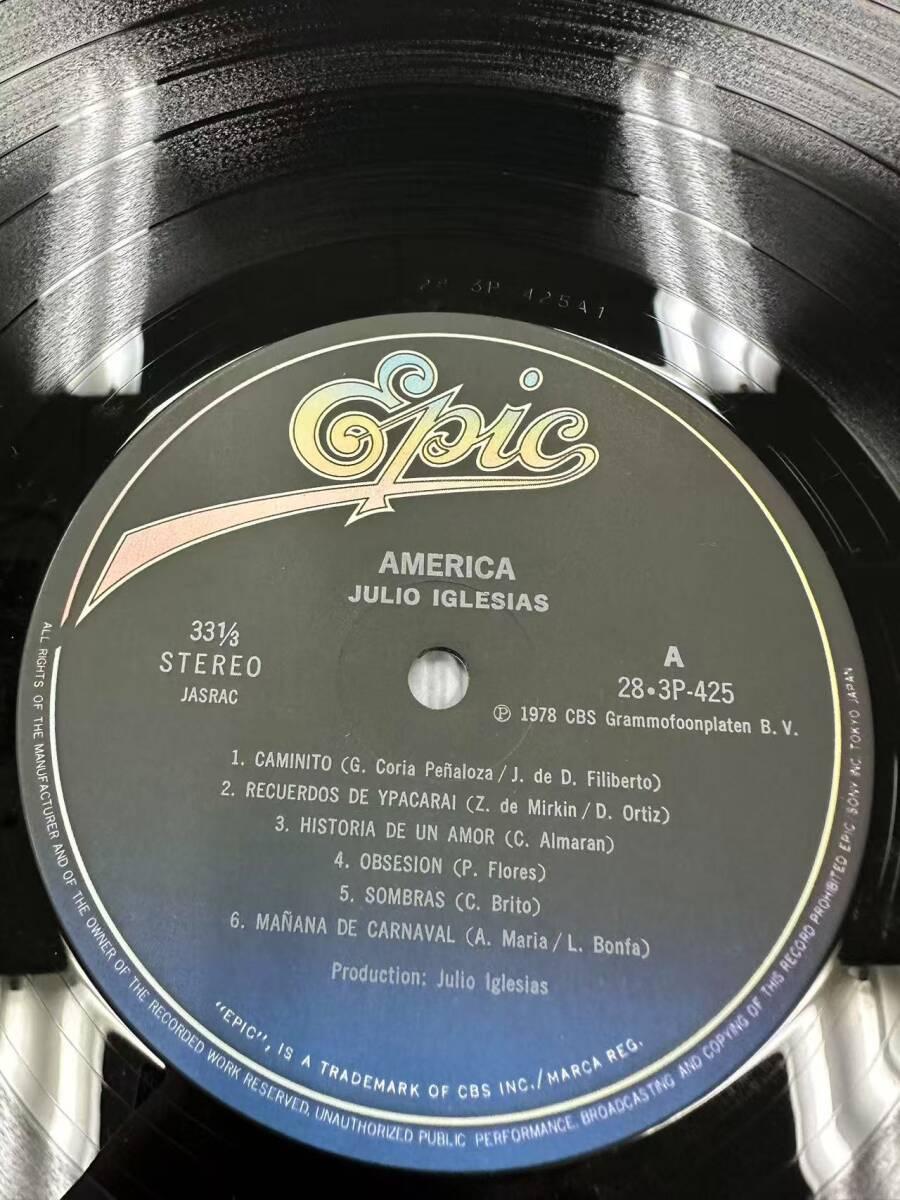 28 3P 425A1
Epic
AMERICA
JULIO IGLESIAS
33⅓
STEREO
JASRAC
A
28•3P-425
Ⓟ 1978 CBS Grammofoonplaten B. V.
1. CAMINITO (G. Coria Peñaloza / J. de D. Filiberto)
2. RECUERDOS DE YPACARAI (Z. de Mirkin / D. Ortiz)
3. HISTORIA DE UN AMOR (C. Almaran)
4. OBSESION (P. Flores)
5. SOMBRAS (C. Brito)
6. MAÑANA DE CARNAVAL (A. Maria / L. Bonfa)
Production: Julio Iglesias
"EPIC", IS A TRADEMARK OF CBS INC./MARCA REG.
ALL RIGHTS OF THE MANUFACTURER AND OF THE OWNER OF THE RECORDED WORK RESERVED. UNAUTHORIZED PUBLIC PERFORMANCE. BROADCASTING AND COPYING OF THIS RECORD PROHIBITED EPIC/SONY INC. TOKYO JAPAN